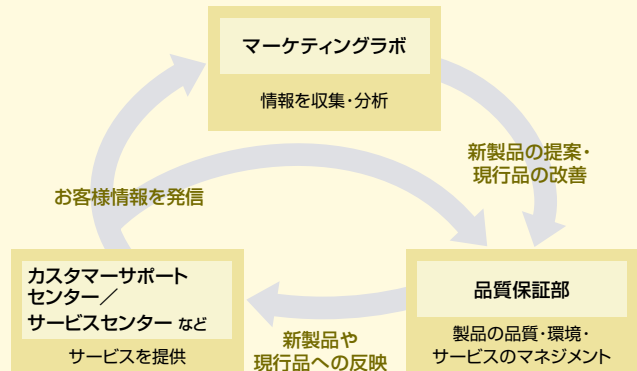 マーケティングラボ
情報を収集・分析
新製品の提案・
現行品の改善
お客様情報を発信
カスタマーサポート
センター／
サービスセンター など
サービスを提供
品質保証部
製品の品質・環境・
サービスのマネジメント
新製品や
現行品への反映